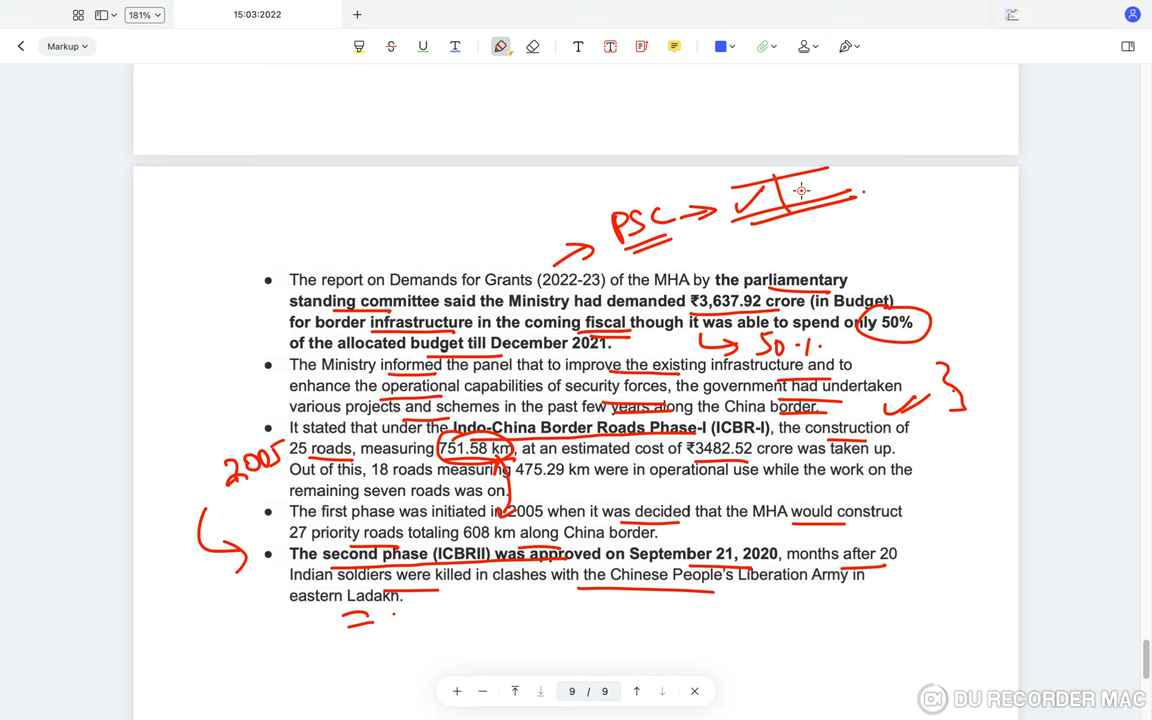 181%
15:03:2022
Markup
PSC
The report on Demands for Grants (2022-23) of the MHA by the parliamentary
standing committee said the Ministry had demanded ₹3,637.92 crore (in Budget)
for border infrastructure in the coming fiscal though it was able to spend only 50%
of the allocated budget till December 2021.
50%
The Ministry informed the panel that to improve the existing infrastructure and to
enhance the operational capabilities of security forces, the government had undertaken
various projects and schemes in the past few years along the China border.
It stated that under the Indo-China Border Roads Phase-I (ICBR-I), the construction of
25 roads, measuring 751.58 km, at an estimated cost of ₹3482.52 crore was taken up.
2005
Out of this, 18 roads measuring 475.29 km were in operational use while the work on the
remaining seven roads was on.
The first phase was initiated in 2005 when it was decided that the MHA would construct
27 priority roads totaling 608 km along China border.
The second phase (ICBRII) was approved on September 21, 2020, months after 20
Indian soldiers were killed in clashes with the Chinese People's Liberation Army in
eastern Ladakh.
9 / 9
DU RECORDER MAC